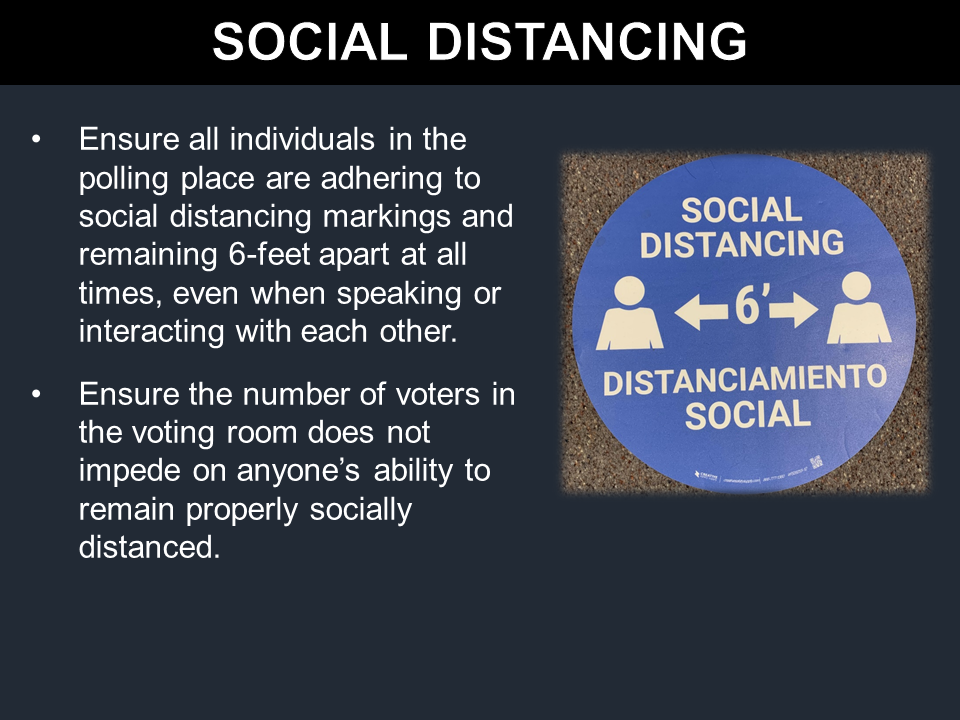 SOCIAL DISTANCING
• Ensure all individuals in the
polling place are adhering to
social distancing markings and
remaining 6-feet apart at all
times, even when speaking or
interacting with each other.
• Ensure the number of voters in
the voting room does not
impede on anyone’s ability to
remain properly socially
distanced.
SOCIAL
DISTANCING
6’
DISTANCIAMIENTO
SOCIAL